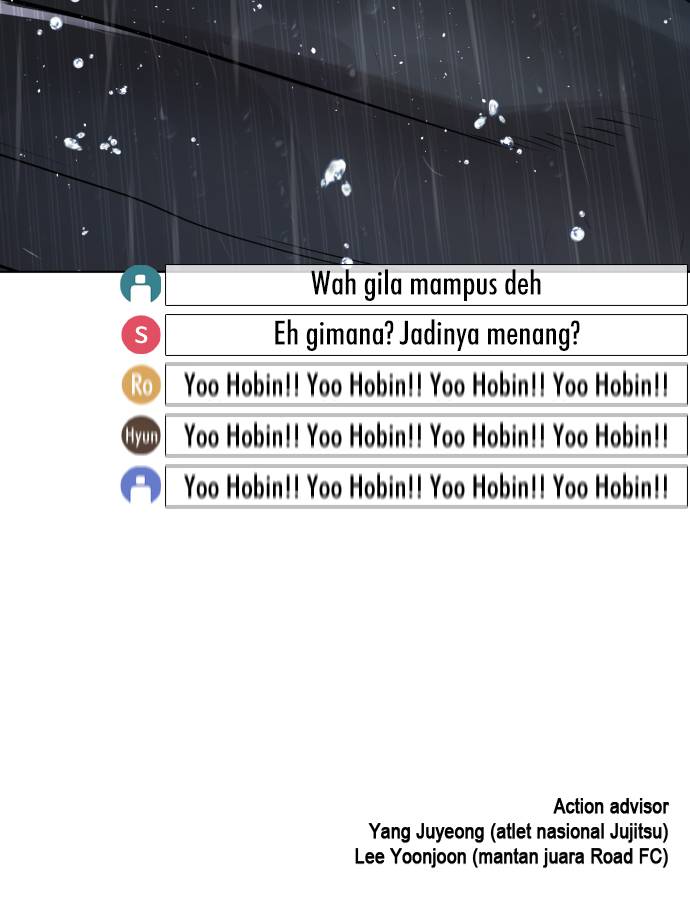 Wah gila mampus deh
S
Eh gimana? Jadinya menang?
Ro
Yoo Hobin!! Yoo Hobin!! Yoo Hobin!! Yoo Hobin!!
Hyun
Yoo Hobin!! Yoo Hobin!! Yoo Hobin!! Yoo Hobin!!
Yoo Hobin!! Yoo Hobin!! Yoo Hobin!! Yoo Hobin!!
Action advisor
Yang Juyeong (atlet nasional Jujitsu)
Lee Yoonjoon (mantan juara Road FC)